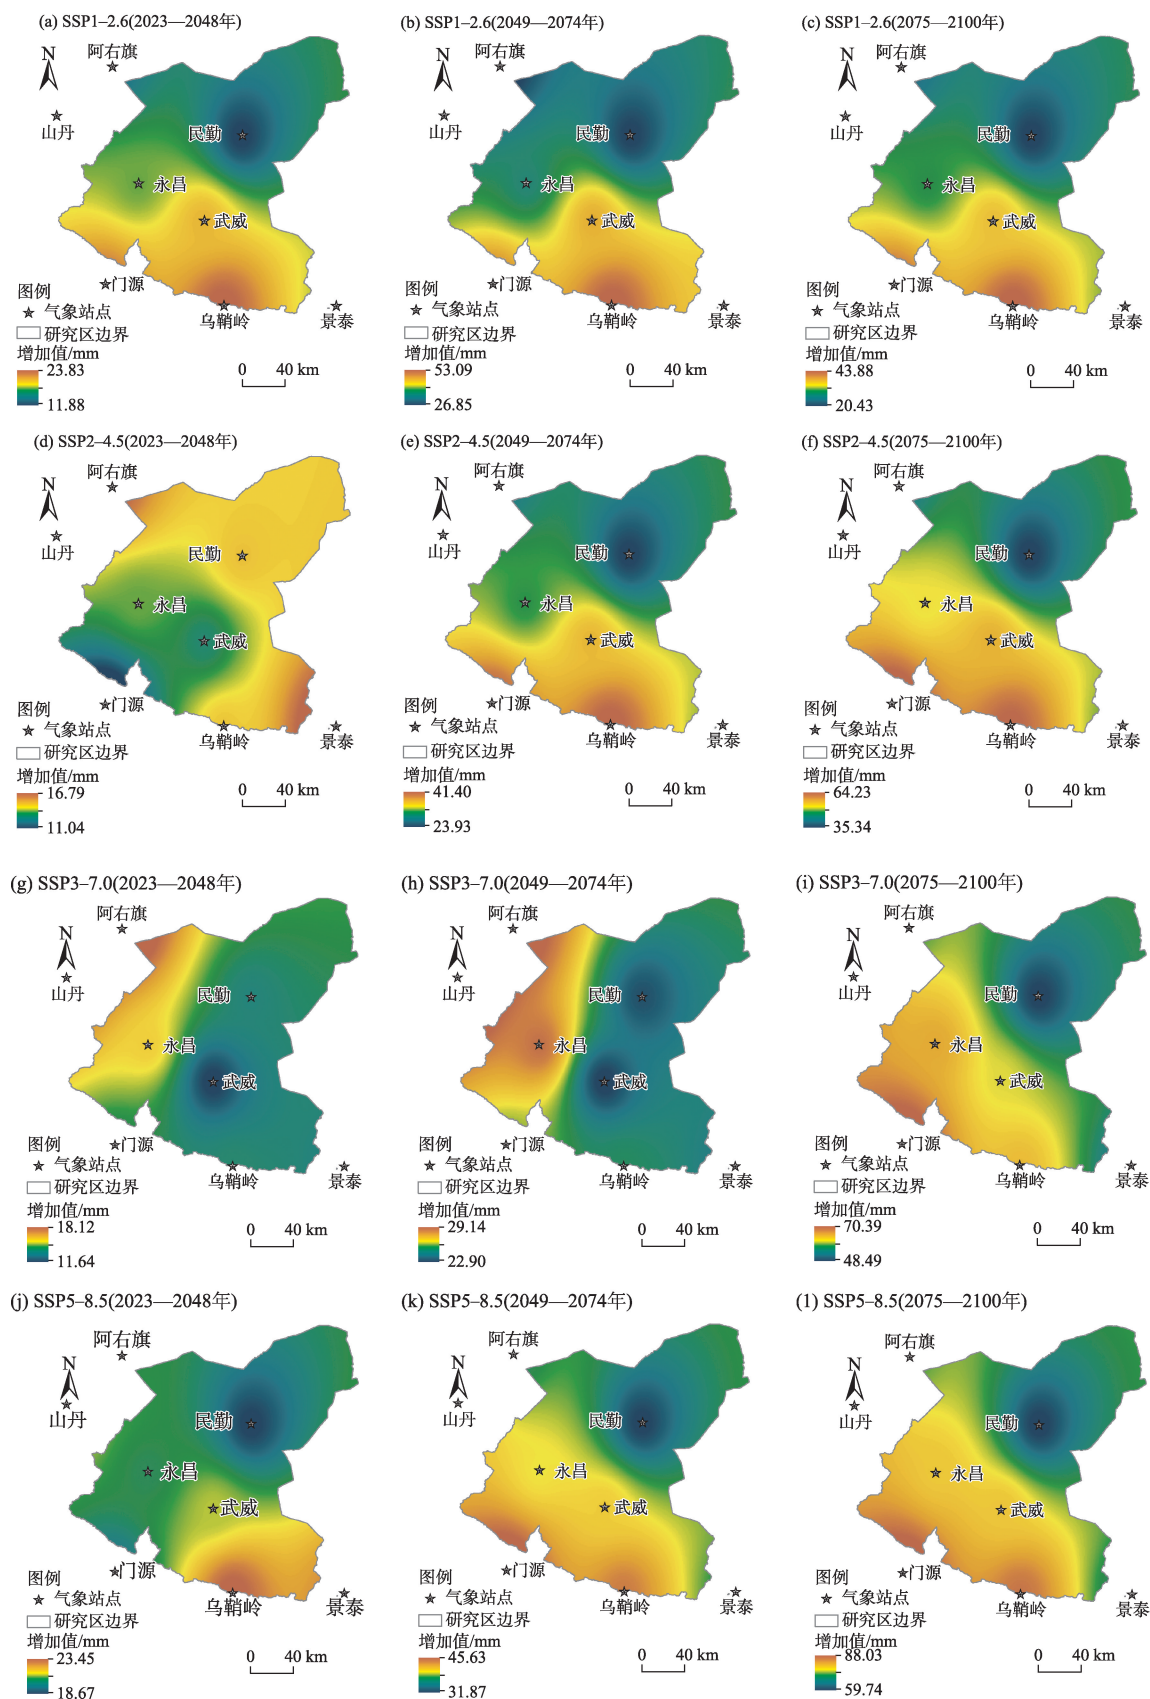 (a) SSP1–2.6(2023—2048年)
N
阿右旗
山丹
民勤
永昌
武威
门源
图例
气象站点
乌鞘岭
景泰
研究区边界
增加值/mm
23.83
11.88
0 40 km
(b) SSP1–2.6(2049—2074年)
N
阿右旗
山丹
民勤
永昌
武威
门源
图例
气象站点
乌鞘岭
景泰
研究区边界
增加值/mm
53.09
26.85
0 40 km
(c) SSP1–2.6(2075—2100年)
N
阿右旗
山丹
民勤
永昌
武威
门源
图例
气象站点
乌鞘岭
景泰
研究区边界
增加值/mm
43.88
20.43
0 40 km
(d) SSP2–4.5(2023—2048年)
N
阿右旗
山丹
民勤
永昌
武威
门源
图例
气象站点
乌鞘岭
景泰
研究区边界
增加值/mm
16.79
11.04
0 40 km
(e) SSP2–4.5(2049—2074年)
N
阿右旗
山丹
民勤
永昌
武威
门源
图例
气象站点
乌鞘岭
景泰
研究区边界
增加值/mm
41.40
23.93
0 40 km
(f) SSP2–4.5(2075—2100年)
N
阿右旗
山丹
民勤
永昌
武威
门源
图例
气象站点
乌鞘岭
景泰
研究区边界
增加值/mm
64.23
35.34
0 40 km
(g) SSP3–7.0(2023—2048年)
N
阿右旗
山丹
民勤
永昌
武威
门源
图例
气象站点
乌鞘岭
景泰
研究区边界
增加值/mm
18.12
11.64
0 40 km
(h) SSP3–7.0(2049—2074年)
N
阿右旗
山丹
民勤
永昌
武威
门源
图例
气象站点
乌鞘岭
景泰
研究区边界
增加值/mm
29.14
22.90
0 40 km
(i) SSP3–7.0(2075—2100年)
N
阿右旗
山丹
民勤
永昌
武威
门源
图例
气象站点
乌鞘岭
景泰
研究区边界
增加值/mm
70.39
48.49
0 40 km
(j) SSP5–8.5(2023—2048年)
N
阿右旗
山丹
民勤
永昌
武威
门源
图例
气象站点
乌鞘岭
景泰
研究区边界
增加值/mm
23.45
18.67
0 40 km
(k) SSP5–8.5(2049—2074年)
N
阿右旗
山丹
民勤
永昌
武威
门源
图例
气象站点
乌鞘岭
景泰
研究区边界
增加值/mm
45.63
31.87
0 40 km
(l) SSP5–8.5(2075—2100年)
N
阿右旗
山丹
民勤
永昌
武威
门源
图例
气象站点
乌鞘岭
景泰
研究区边界
增加值/mm
88.03
59.74
0 40 km